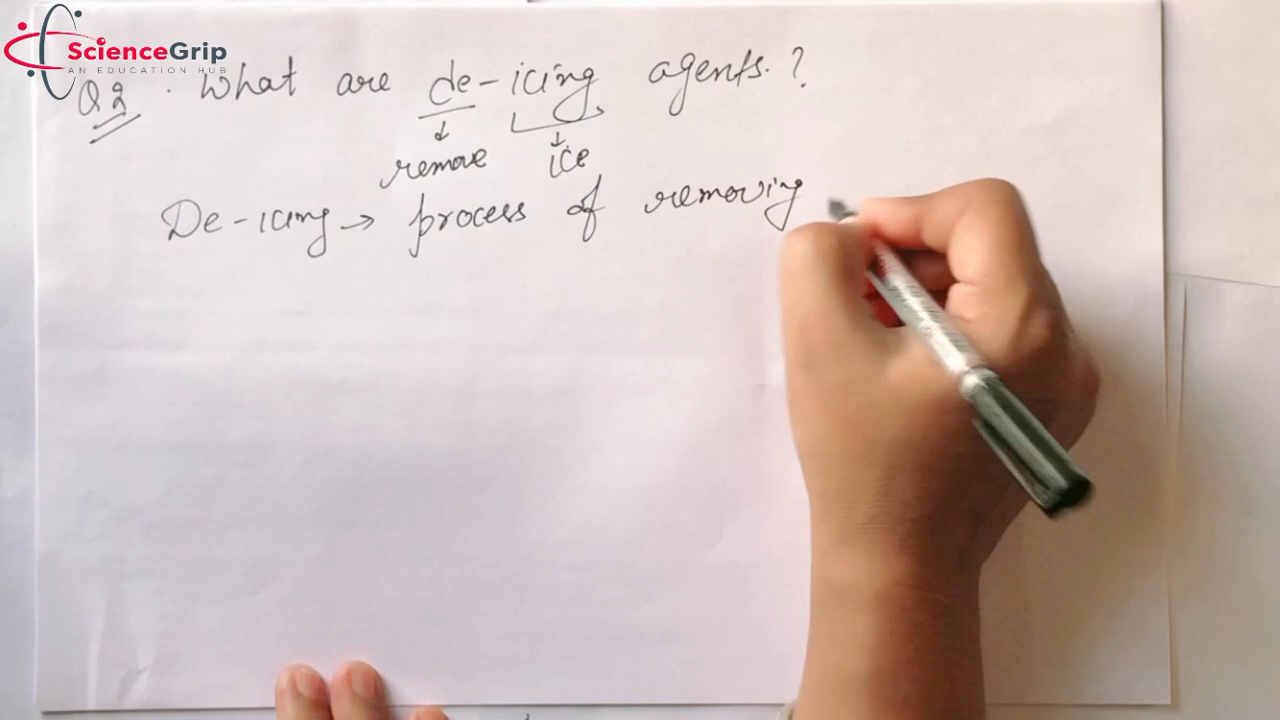 ScienceGrip
AN EDUCATION HUB
Q2. What are de-icing agents.?
remove ice
De-icing → process of removing